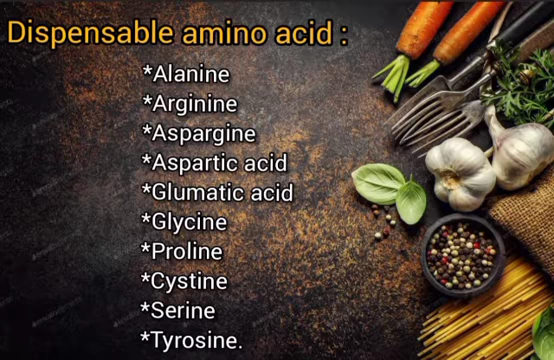 Dispensable amino acid :
*Alanine
*Arginine
*Aspargine
*Aspartic acid
*Glumatic acid
*Glycine
*Proline
*Cystine
*Serine
*Tyrosine.